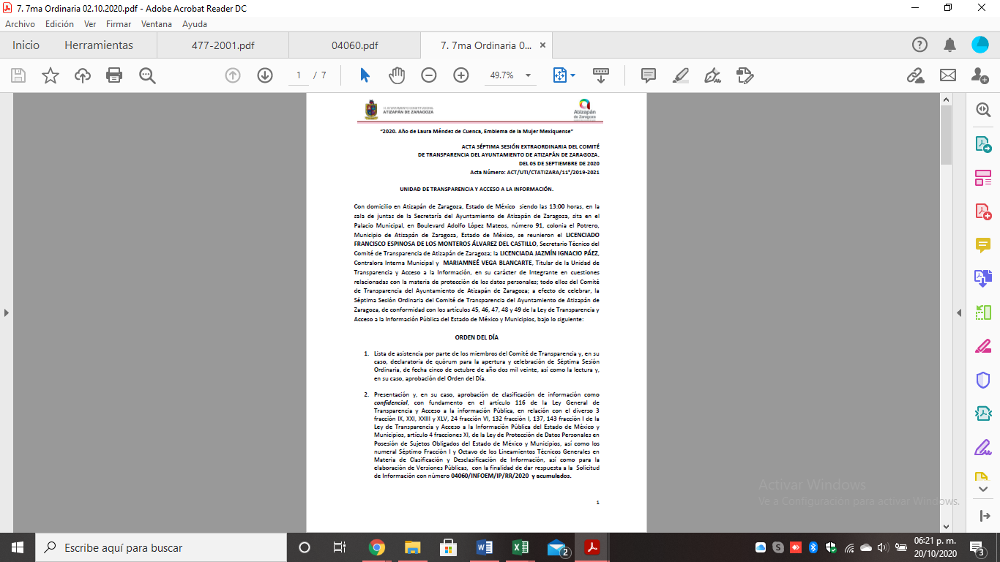 7. 7ma Ordinaria 02.10.2020.pdf - Adobe Acrobat Reader DC
Archivo Edición Ver Firmar Ventana Ayuda
Inicio Herramientas 477-2001.pdf 04060.pdf 7. 7ma Ordinaria 0... ×
1 / 7 49.7%
H. AYUNTAMIENTO CONSTITUCIONAL
ATIZAPÁN DE ZARAGOZA
Atizapán
de Zaragoza
"2020. Año de Laura Méndez de Cuenca, Emblema de la Mujer Mexiquense"
ACTA SÉPTIMA SESIÓN EXTRAORDINARIA DEL COMITÉ
DE TRANSPARENCIA DEL AYUNTAMIENTO DE ATIZAPÁN DE ZARAGOZA.
DEL 05 DE SEPTIEMBRE DE 2020
Acta Número: ACT/UTI/CTATIZARA/11°/2019-2021
UNIDAD DE TRANSPARENCIA Y ACCESO A LA INFORMACIÓN.
Con domicilio en Atizapán de Zaragoza, Estado de México siendo las 13:00 horas, en la
sala de juntas de la Secretaría del Ayuntamiento de Atizapán de Zaragoza, sita en el
Palacio Municipal, en Boulevard Adolfo López Mateos, número 91, colonia el Potrero,
Municipio de Atizapán de Zaragoza, Estado de México, se reunieron el LICENCIADO
FRANCISCO ESPINOSA DE LOS MONTEROS ÁLVAREZ DEL CASTILLO, Secretario Técnico del
Comité de Transparencia de Atizapán de Zaragoza; la LICENCIADA JAZMÍN IGNACIO PÁEZ,
Contralora Interna Municipal y MARIAMNEÉ VEGA BLANCARTE, Titular de la Unidad de
Transparencia y Acceso a la Información, en su carácter de Integrante en cuestiones
relacionadas con la materia de protección de los datos personales; todo ellos del Comité
de Transparencia del Ayuntamiento de Atizapán de Zaragoza; a efecto de celebrar, la
Séptima Sesión Ordinaria del Comité de Transparencia del Ayuntamiento de Atizapán de
Zaragoza, de conformidad con los artículos 45, 46, 47, 48 y 49 de la Ley de Transparencia y
Acceso a la Información Pública del Estado de México y Municipios, bajo lo siguiente:
ORDEN DEL DÍA
1. Lista de asistencia por parte de los miembros del Comité de Transparencia y, en su
caso, declaratoria de quórum para la apertura y celebración de Séptima Sesión
Ordinaria, de fecha cinco de octubre de año dos mil veinte, así como la lectura y,
en su caso, aprobación del Orden del Día.
2. Presentación y, en su caso, aprobación de clasificación de información como
confidencial, con fundamento en el artículo 116 de la Ley General de
Transparencia y Acceso a la información Pública, en relación con el diverso 3
fracción IX, XXI, XXIII y XLV, 24 fracción VI, 132 fracción I, 137, 143 fracción I de la
Ley de Transparencia y Acceso a la Información Pública del Estado de México y
Municipios, artículo 4 fracciones XI, de la Ley de Protección de Datos Personales en
Posesión de Sujetos Obligados del Estado de México y Municipios, así como los
numeral Séptimo Fracción I y Octavo de los Lineamientos Técnicos Generales en
Materia de Clasificación y Desclasificación de Información, así como para la
elaboración de Versiones Públicas, con la finalidad de dar respuesta a la Solicitud
de Información con número 04060/INFOEM/IP/RR/2020 y acumulados.
1
Activar Windows
Ve a Configuración para activar Windows.
Escribe aquí para buscar
2
06:21 p. m.
20/10/2020
3